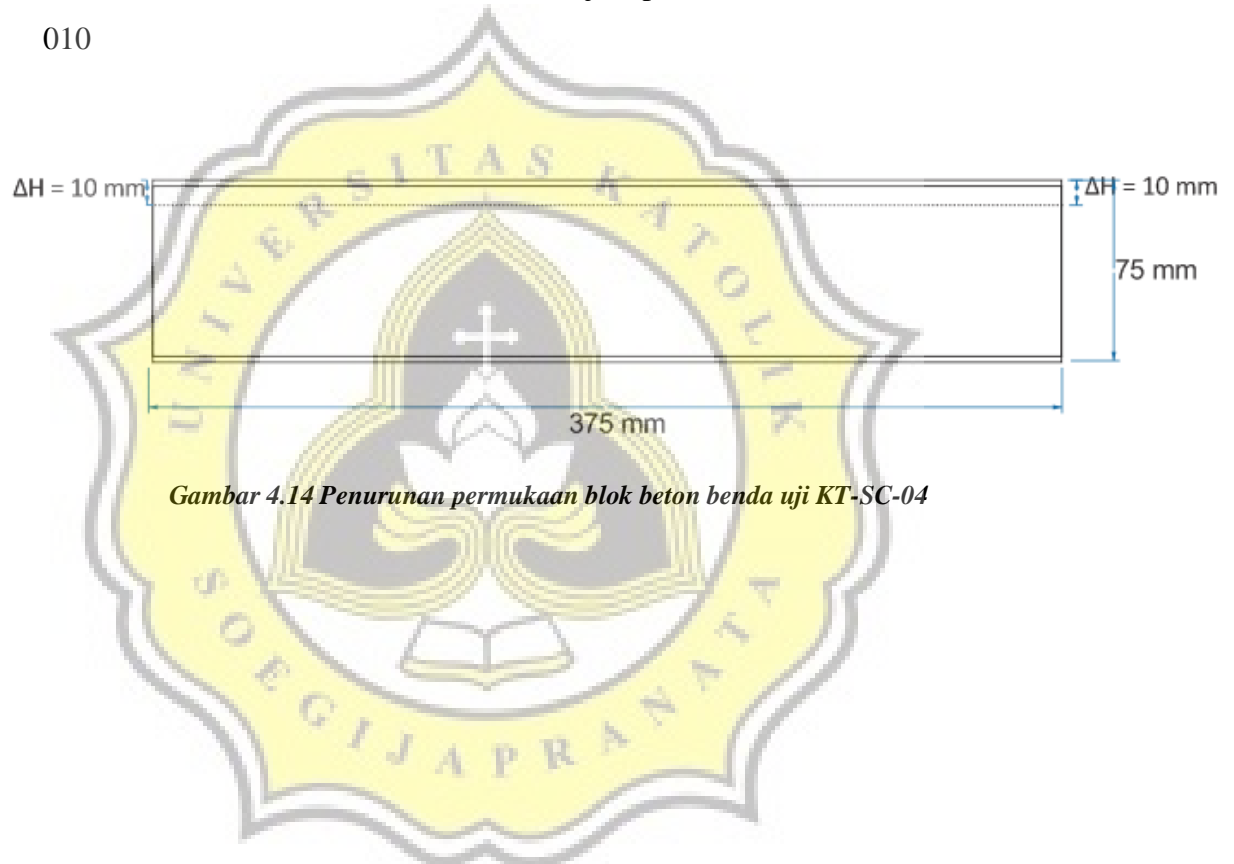 010
ΔH = 10 mm
ΔH = 10 mm
75 mm
375 mm
Gambar 4.14 Penurunan permukaan blok beton benda uji KT-SC-04
UNIVERSITAS KATOLIK
SOEGIJAPRANATA